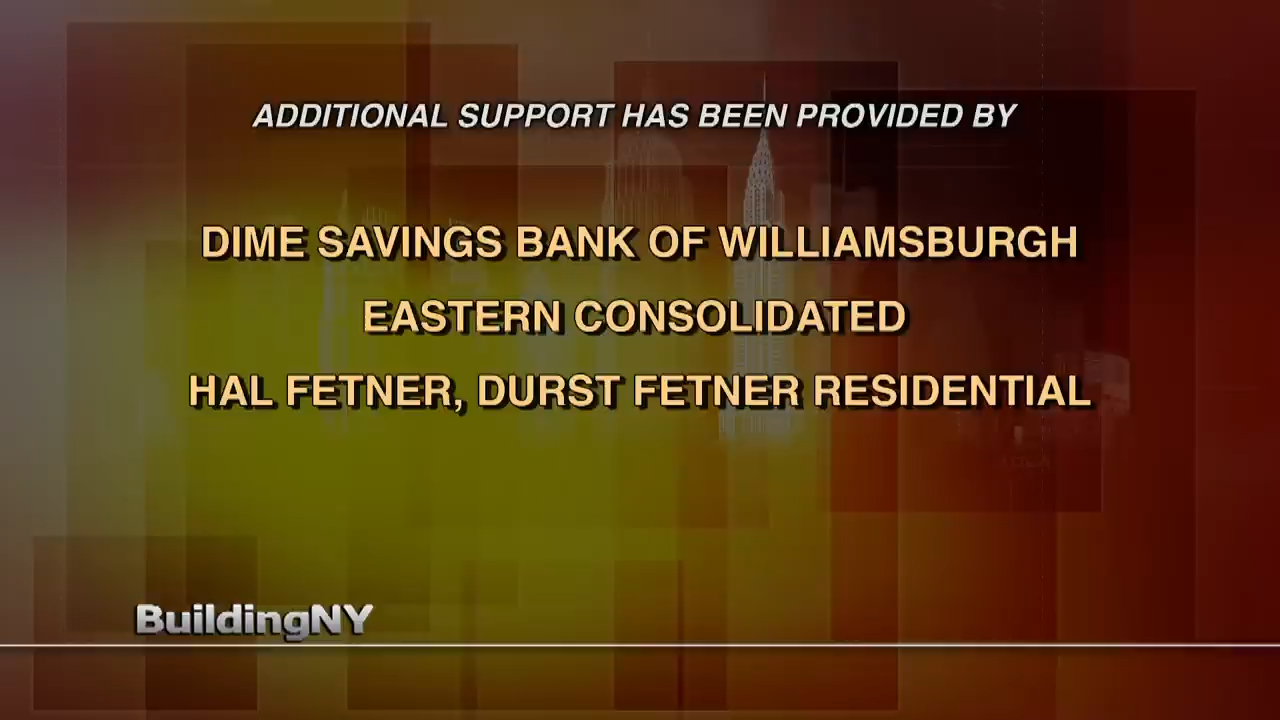 ADDITIONAL SUPPORT HAS BEEN PROVIDED BY
DIME SAVINGS BANK OF WILLIAMSBURGH
EASTERN CONSOLIDATED
HAL FETNER, DURST FETNER RESIDENTIAL
BuildingNY